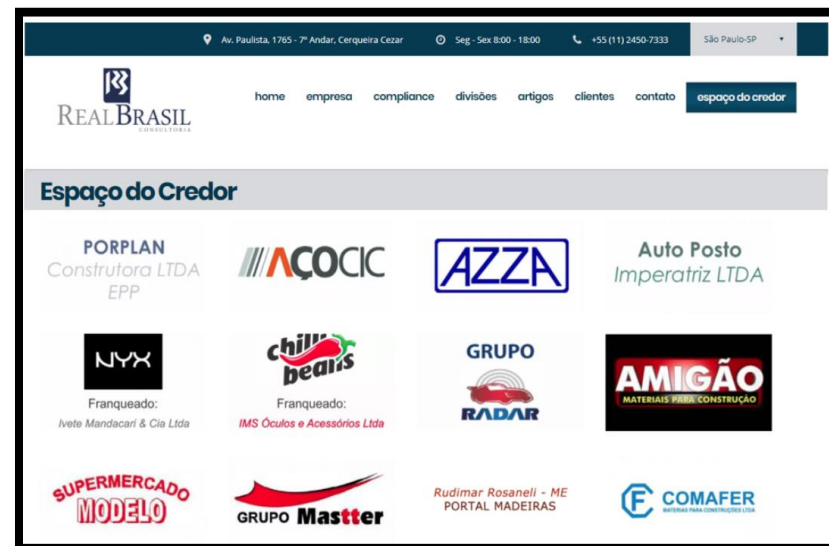 Av. Paulista, 1765 - 7º Andar, Cerqueira Cezar
Seg - Sex 8:00 - 18:00
+55 (11) 2450-7333
São Paulo-SP
REALBRASIL
CONSULTORIA
home empresa compliance divisões artigos clientes contato espaço do credor
Espaço do Credor
PORPLAN
Construtora LTDA
EPP
AÇOCIC
AZZA
Auto Posto
Imperatriz LTDA
NYX
Franqueado:
Ivete Mandacari & Cia Ltda
chilli
beans
Franqueado:
IMS Óculos e Acessórios Ltda
GRUPO
RADAR
AMIGÃO
MATERIAIS PARA CONSTRUÇÃO
SUPERMERCADO
MODELO
GRUPO Mastter
Rudimar Rosaneli - ME
PORTAL MADEIRAS
COMAFER
MATERIAIS PARA CONSTRUÇÕES LTDA